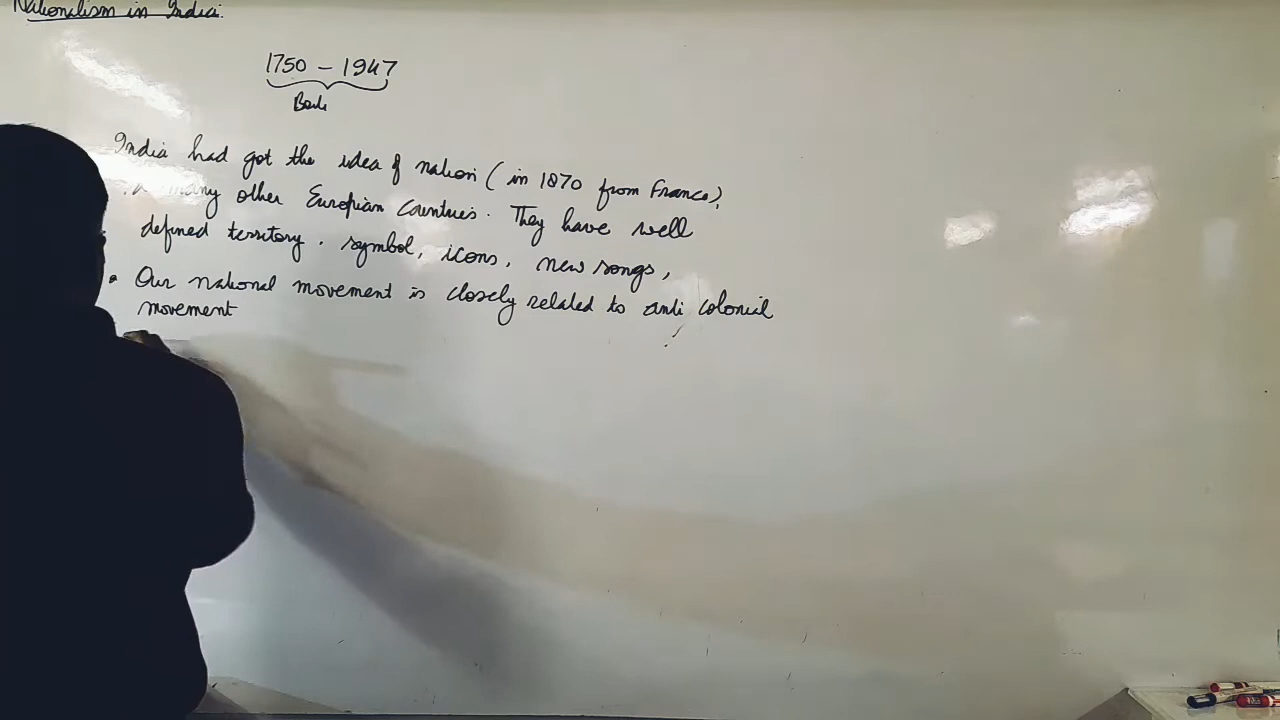 Nationalism in India.
1750 - 1947
India had got the idea of nation ( in 1870 from France),
many other European Countries. They have well
defined territory. symbol, icons, new songs,
• Our national movement is closely related to anti colonial
movement